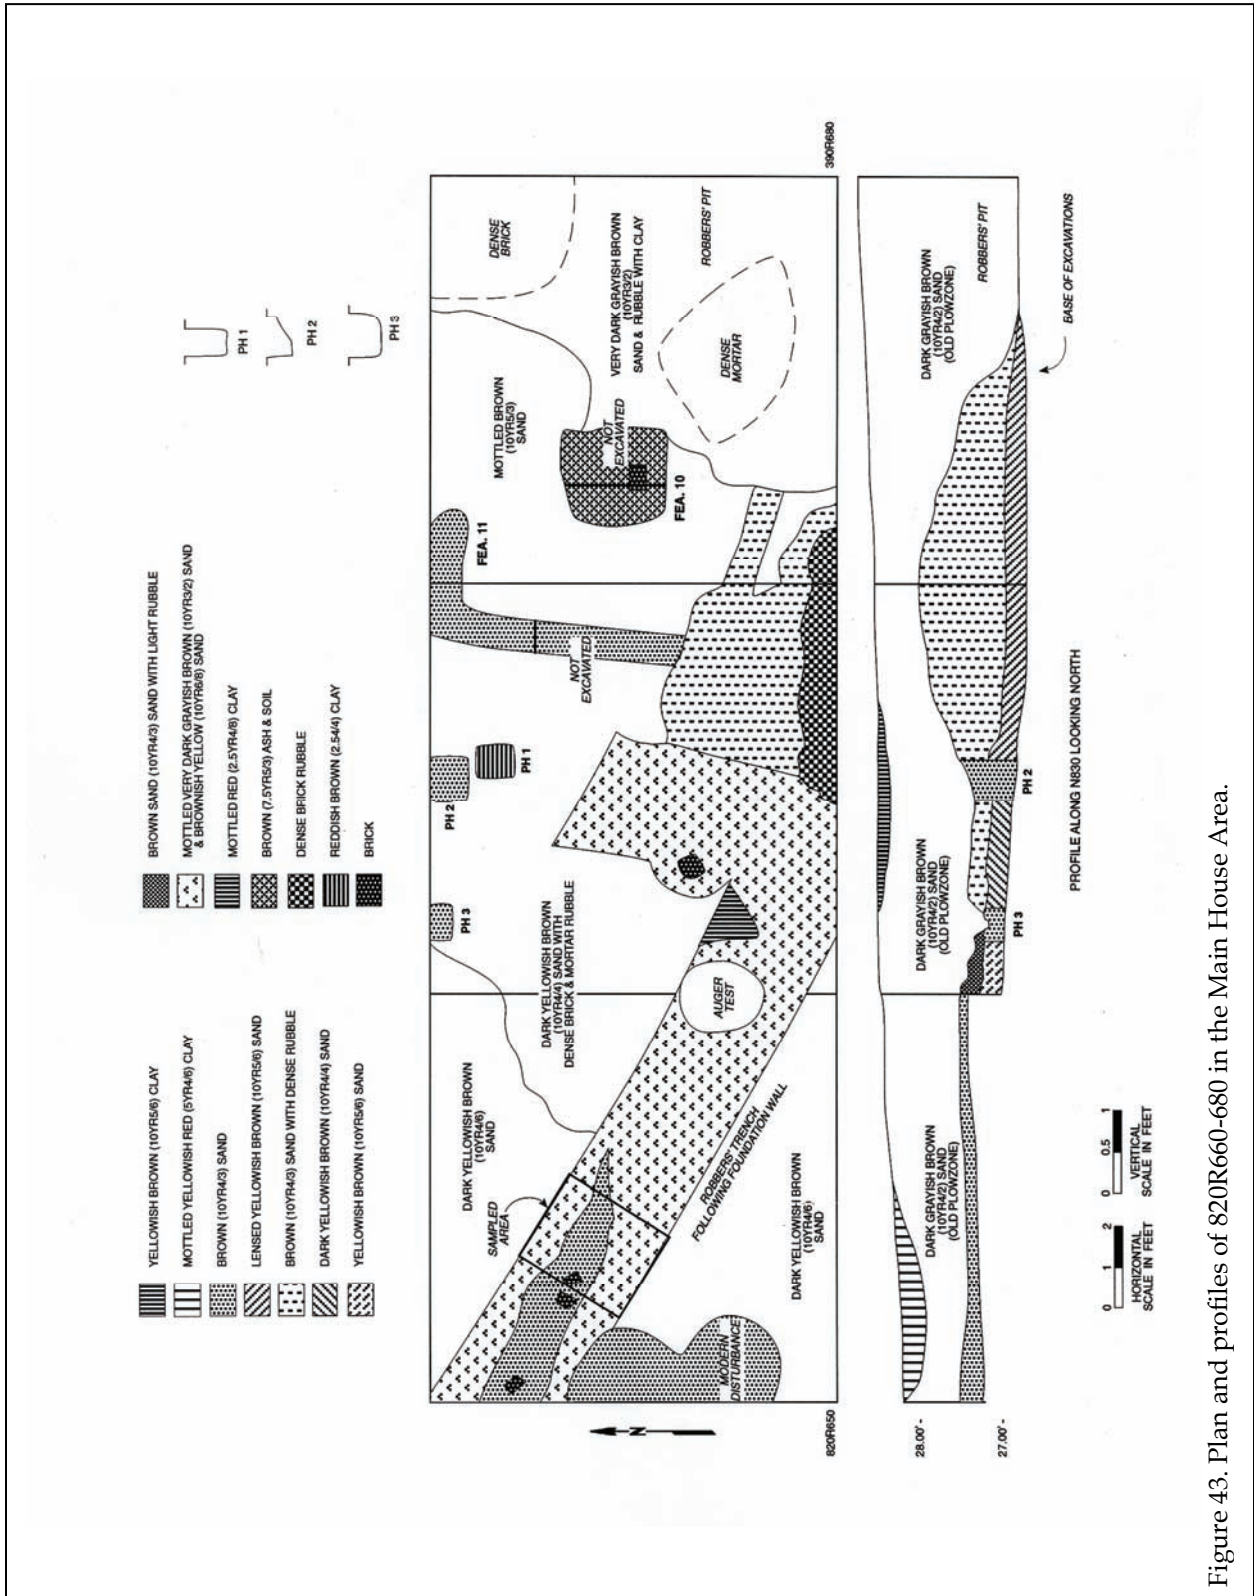 YELLOWISH BROWN (10YR5/6) CLAY
MOTTLED YELLOWISH RED (5YR4/6) CLAY
BROWN (10YR4/3) SAND
LENSED YELLOWISH BROWN (10YR5/6) SAND
BROWN (10YR4/3) SAND WITH DENSE RUBBLE
DARK YELLOWISH BROWN (10YR4/4) SAND
YELLOWISH BROWN (10YR5/6) SAND
BROWN SAND (10YR4/3) SAND WITH LIGHT RUBBLE
MOTTLED VERY DARK GRAYISH BROWN (10YR3/2) SAND
& BROWNISH YELLOW (10YR6/8) SAND
MOTTLED RED (2.5YR4/8) CLAY
BROWN (7.5YR5/3) ASH & SOIL
DENSE BRICK RUBBLE
REDDISH BROWN (2.54/4) CLAY
BRICK
PH 1
PH 2
PH 3
N
820R650
390R680
DARK YELLOWISH BROWN
(10YR4/6)
SAND
SAMPLED
AREA
MODERN
DISTURBANCE
DARK YELLOWISH BROWN
(10YR4/6)
SAND
ROBBERS' TRENCH
FOLLOWING FOUNDATION WALL
AUGER
TEST
DARK YELLOWISH BROWN
(10YR4/4) SAND WITH
DENSE BRICK & MORTAR RUBBLE
PH 3
PH 2
PH 1
NOT
EXCAVATED
FEA. 11
MOTTLED BROWN
(10YR5/3)
SAND
NOT
EXCAVATED
FEA. 10
DENSE
BRICK
VERY DARK GRAYISH BROWN
(10YR3/2)
SAND & RUBBLE WITH CLAY
DENSE
MORTAR
ROBBERS' PIT
28.00' -
27.00' -
DARK GRAYISH BROWN
(10YR4/2) SAND
(OLD PLOWZONE)
DARK GRAYISH BROWN
(10YR4/2) SAND
(OLD PLOWZONE)
DARK GRAYISH BROWN
(10YR4/2) SAND
(OLD PLOWZONE)
ROBBERS' PIT
PH 3
PH 2
BASE OF EXCAVATIONS
PROFILE ALONG N830 LOOKING NORTH
0 1 2
HORIZONTAL
SCALE IN FEET
0 0.5 1
VERTICAL
SCALE IN FEET
Figure 43. Plan and profiles of 820R660-680 in the Main House Area.